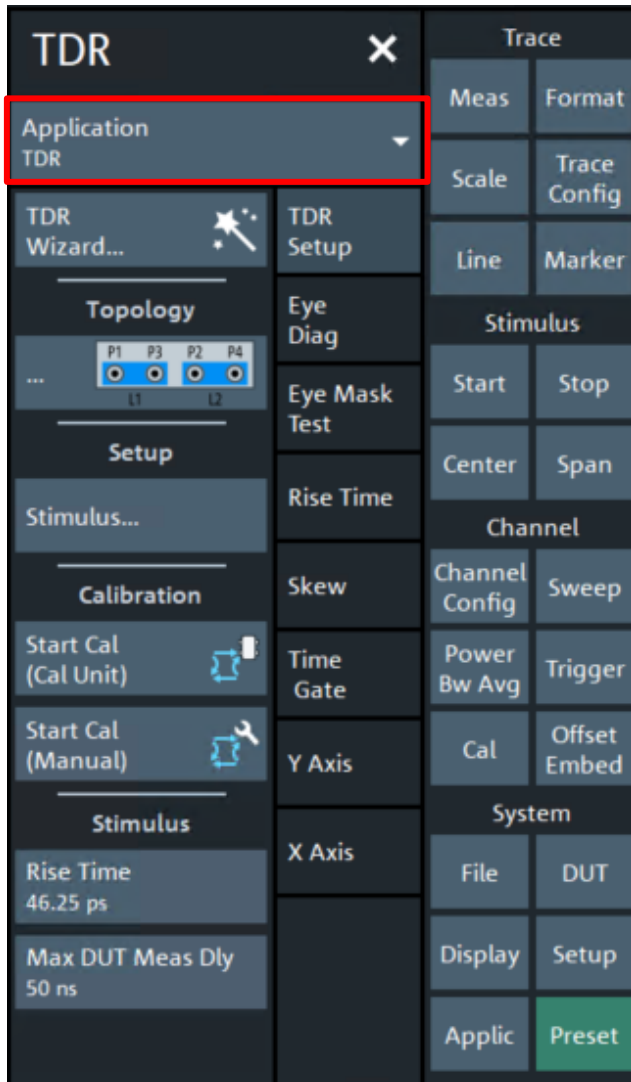 TDR
Application
TDR
TDR
Wizard...
Topology
...
P1 P3 P2 P4
L1 L2
Setup
Stimulus...
Calibration
Start Cal
(Cal Unit)
Start Cal
(Manual)
Stimulus
Rise Time
46.25 ps
Max DUT Meas Dly
50 ns
TDR
Setup
Eye
Diag
Eye Mask
Test
Rise Time
Skew
Time
Gate
Y Axis
X Axis
Trace
Meas
Format
Scale
Trace
Config
Line
Marker
Stimulus
Start
Stop
Center
Span
Channel
Channel
Config
Sweep
Power
Bw Avg
Trigger
Cal
Offset
Embed
System
File
DUT
Display
Setup
Applic
Preset